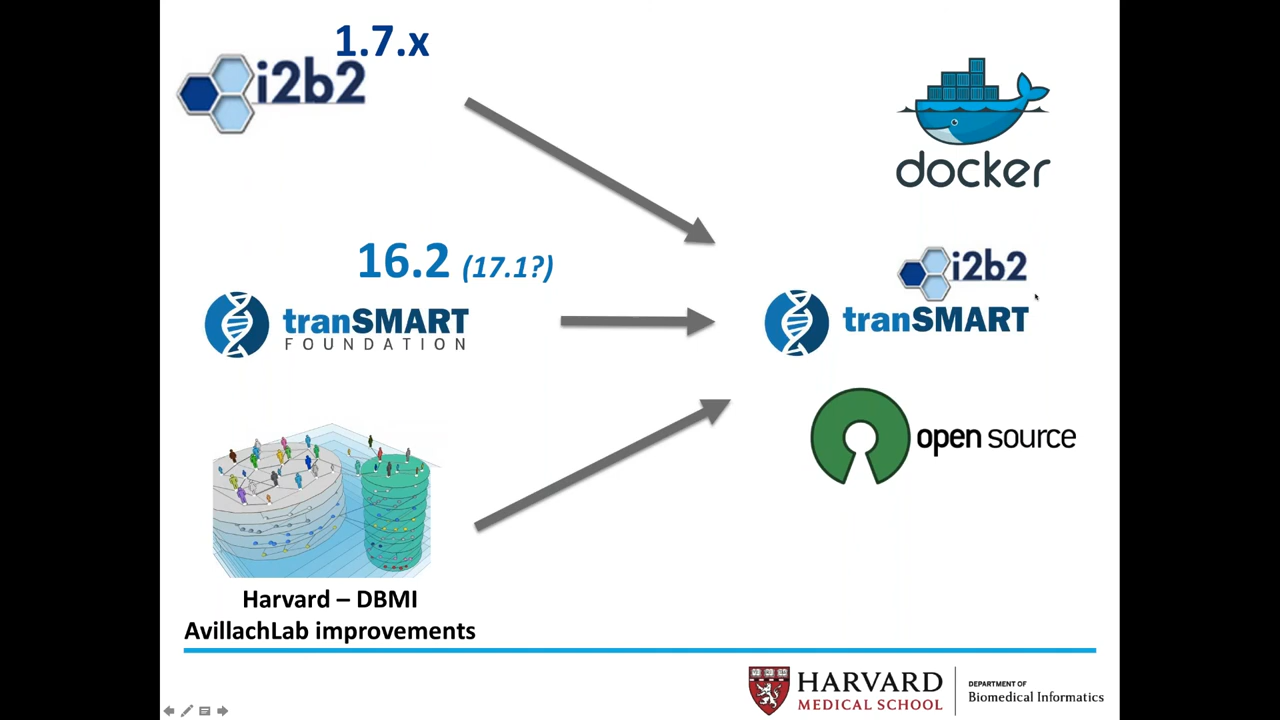 1.7.x
i2b2
docker
16.2 (17.1?)
tranSMART
FOUNDATION
i2b2
tranSMART
open source
Harvard – DBMI
AvillachLab improvements
HARVARD
MEDICAL SCHOOL
DEPARTMENT OF
Biomedical Informatics